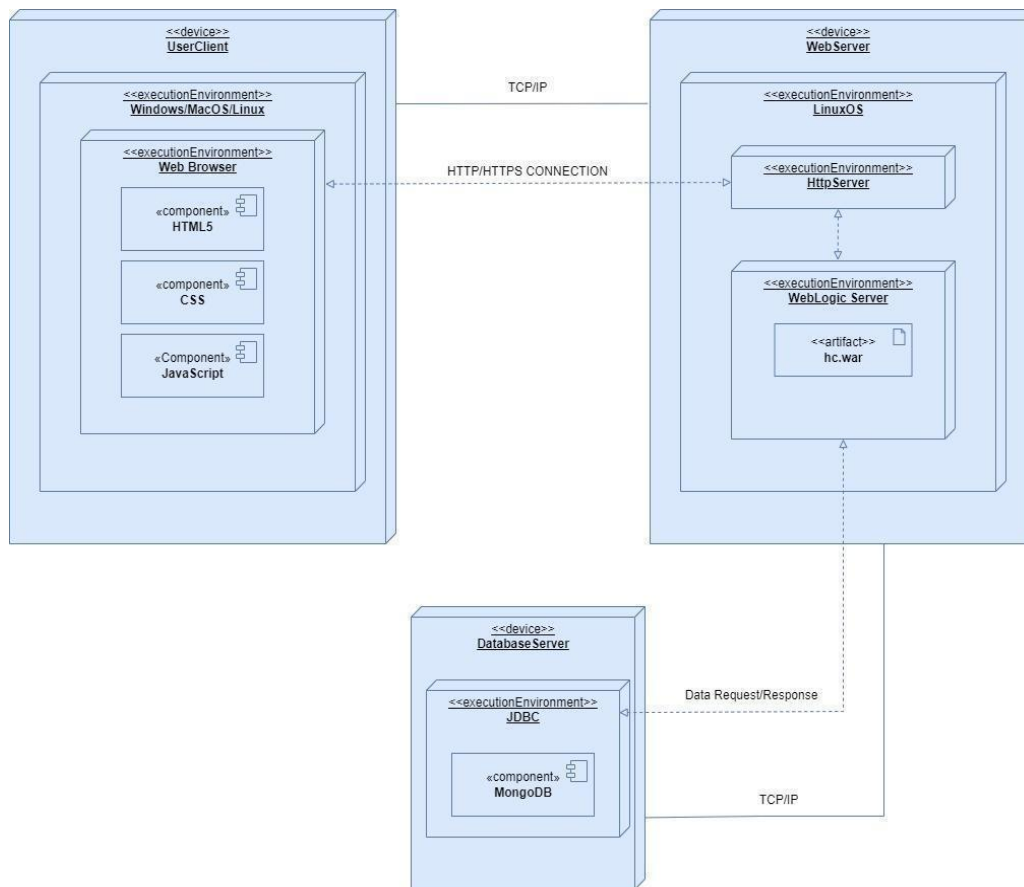 <<device>>
UserClient
<<executionEnvironment>>
Windows/MacOS/Linux
<<executionEnvironment>>
Web Browser
«component»
HTML5
«component»
CSS
«Component»
JavaScript
TCP/IP
HTTP/HTTPS CONNECTION
<<device>>
WebServer
<<executionEnvironment>>
LinuxOS
<<executionEnvironment>>
HttpServer
<<executionEnvironment>>
WebLogic Server
<<artifact>>
hc.war
<<device>>
DatabaseServer
<<executionEnvironment>>
JDBC
«component»
MongoDB
Data Request/Response
TCP/IP